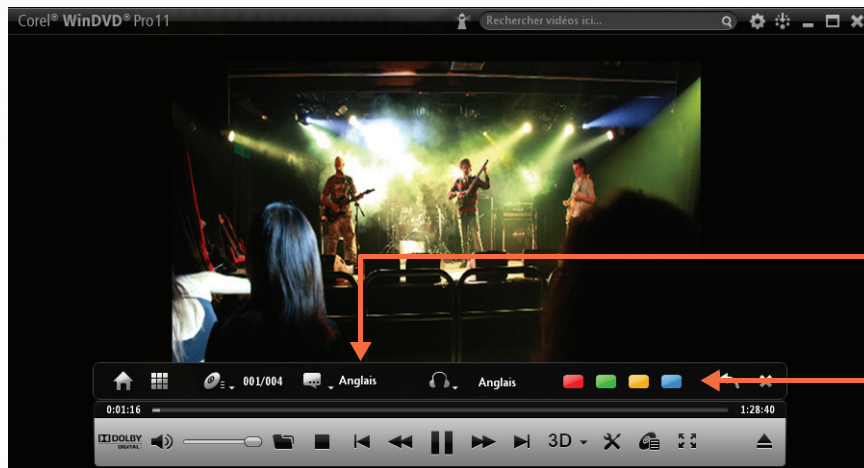 Corel® WinDVD® Pro11
Rechercher vidéos ici...
001/004 Anglais Anglais
0:01:16 1:28:40
DOLBY
DIGITAL
3D